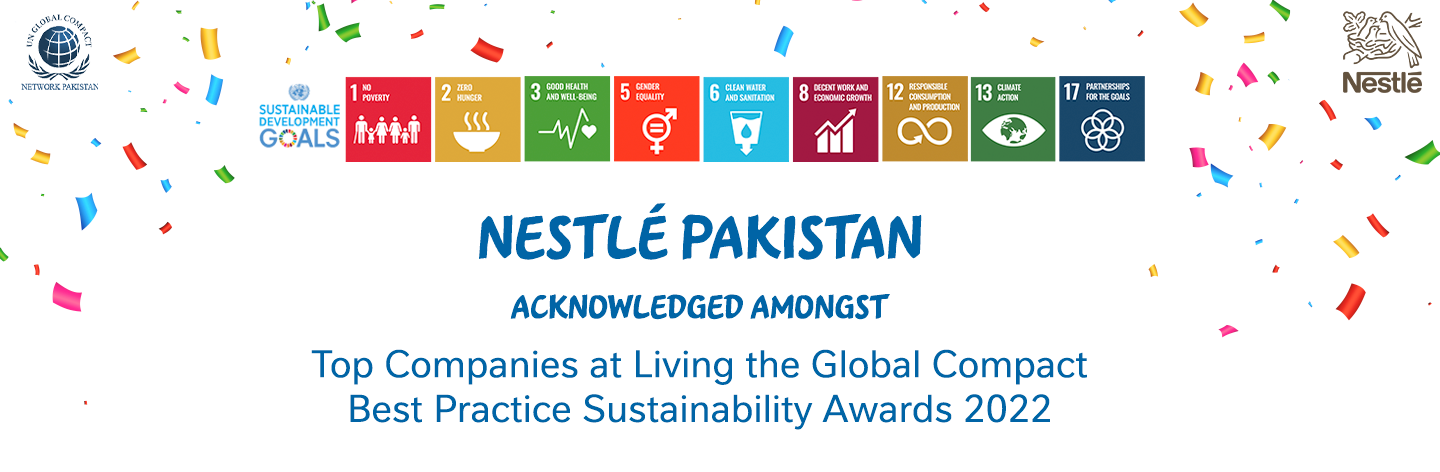 UN GLOBAL COMPACT
NETWORK PAKISTAN
Nestlé
SUSTAINABLE
DEVELOPMENT
GOALS
1 NO
POVERTY
2 ZERO
HUNGER
3 GOOD HEALTH
AND WELL-BEING
5 GENDER
EQUALITY
6 CLEAN WATER
AND SANITATION
8 DECENT WORK AND
ECONOMIC GROWTH
12 RESPONSIBLE
CONSUMPTION
AND PRODUCTION
13 CLIMATE
ACTION
17 PARTNERSHIPS
FOR THE GOALS
NESTLÉ PAKISTAN
ACKNOWLEDGED AMONGST
Top Companies at Living the Global Compact
Best Practice Sustainability Awards 2022